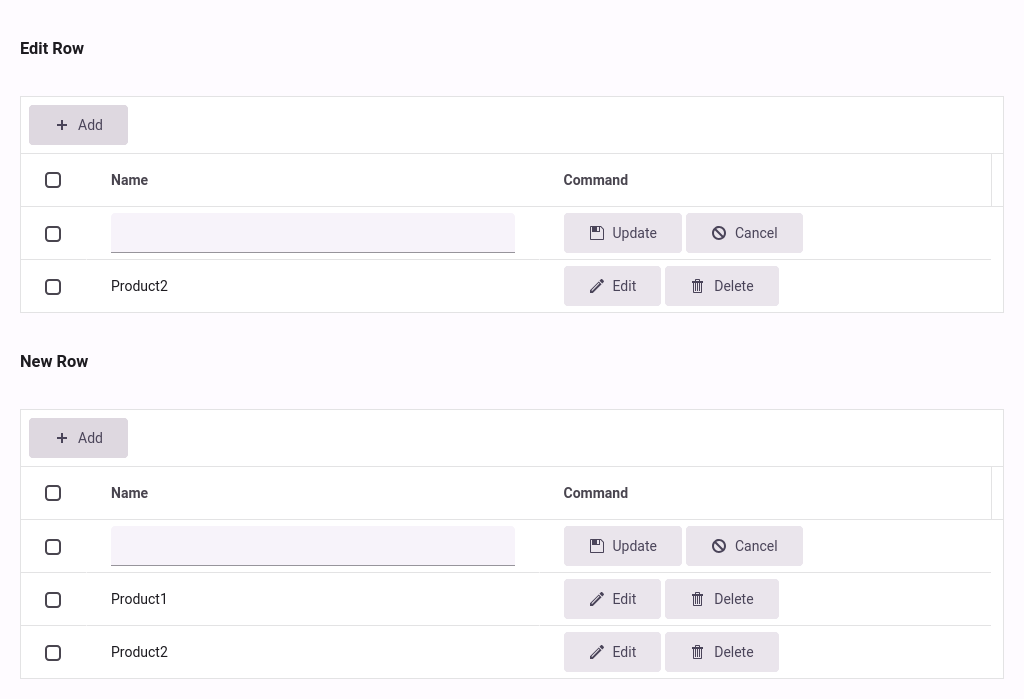 Edit Row
Add
Name Command
Update Cancel
Product2 Edit Delete
New Row
Add
Name Command
Update Cancel
Product1 Edit Delete
Product2 Edit Delete